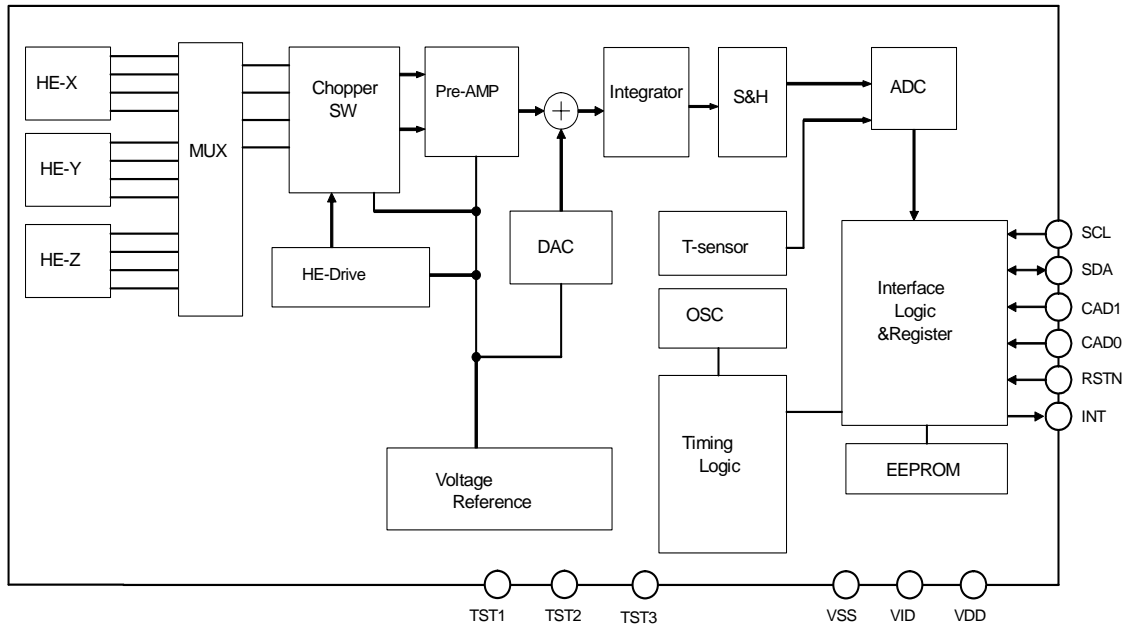 HE-X
HE-Y
HE-Z
MUX
Chopper
SW
Pre-AMP
Integrator
S&H
ADC
HE-Drive
DAC
T-sensor
OSC
Timing
Logic
Voltage
Reference
Interface
Logic
&Register
EEPROM
SCL
SDA
CAD1
CAD0
RSTN
INT
TST1
TST2
TST3
VSS
VID
VDD